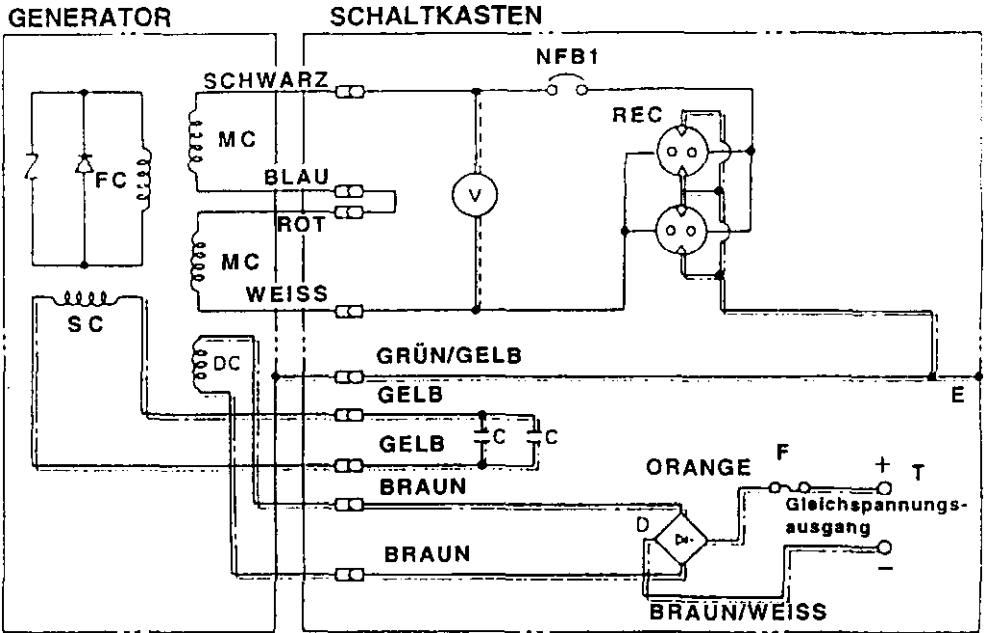 GENERATOR
SCHALTKASTEN
NFB1
SCHWARZ
REC
MC
FC
BLAU
V
ROT
MC
WEISS
SC
DC
GRÜN/GELB
E
GELB
C
C
GELB
ORANGE
F
+
T
BRAUN
Gleichspannungs-
ausgang
D
BRAUN
−
BRAUN/WEISS